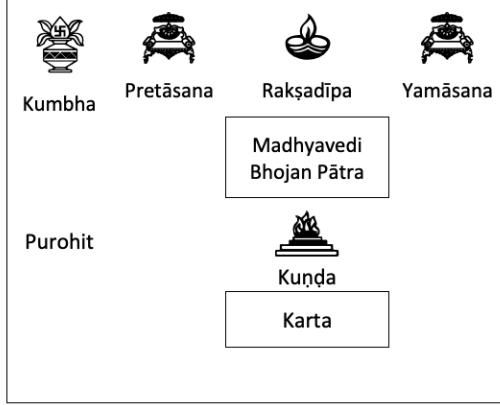 Kumbha
Pretāsana
Rakṣadīpa
Yamāsana
Madhyavedi
Bhojan Pātra
Purohit
Kuṇḍa
Karta